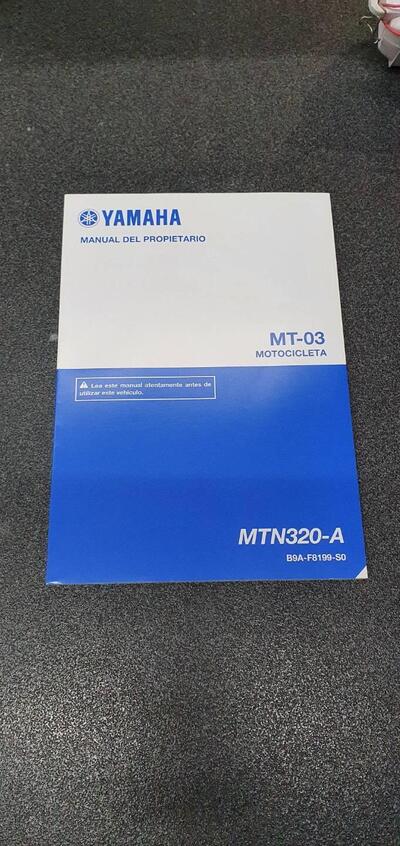 YAMAHA
MANUAL DEL PROPIETARIO
MT-03
MOTOCICLETA
⚠ Lea este manual atentamente antes de
utilizar este vehículo.
MTN320-A
B9A-F8199-S0